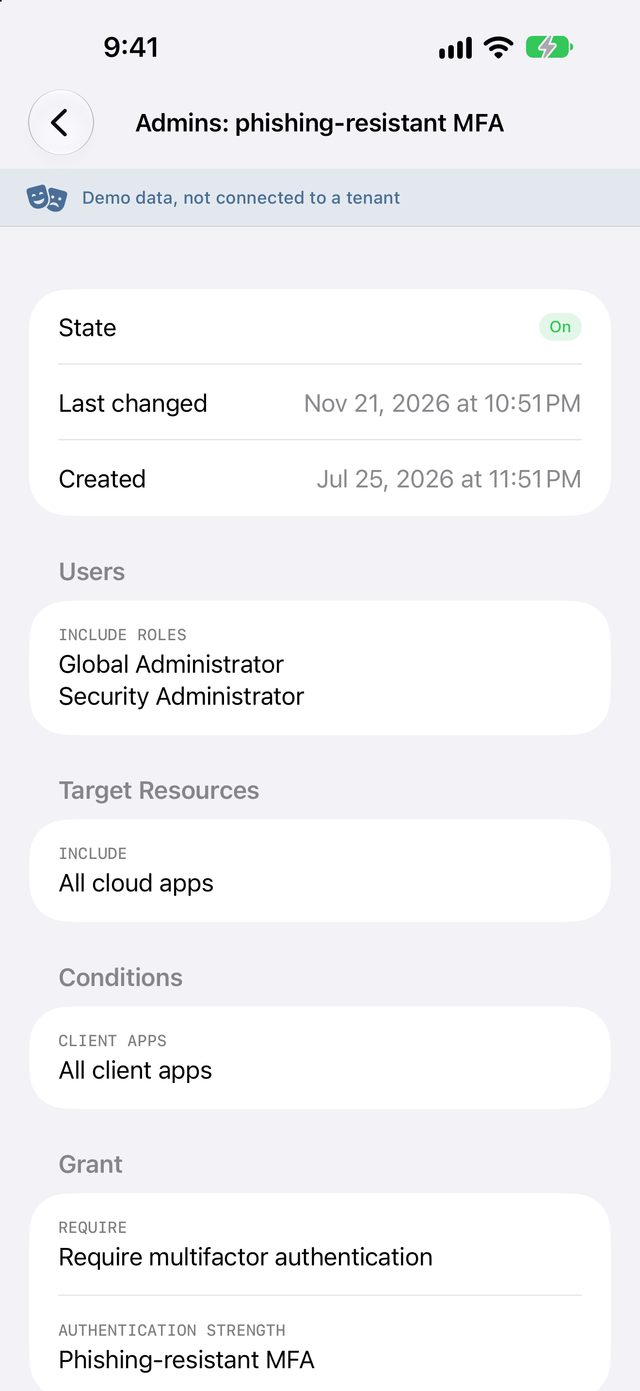 9:41
Admins: phishing-resistant MFA
Demo data, not connected to a tenant
State On
Last changed Nov 21, 2026 at 10:51 PM
Created Jul 25, 2026 at 11:51 PM
Users
INCLUDE ROLES
Global Administrator
Security Administrator
Target Resources
INCLUDE
All cloud apps
Conditions
CLIENT APPS
All client apps
Grant
REQUIRE
Require multifactor authentication
AUTHENTICATION STRENGTH
Phishing-resistant MFA